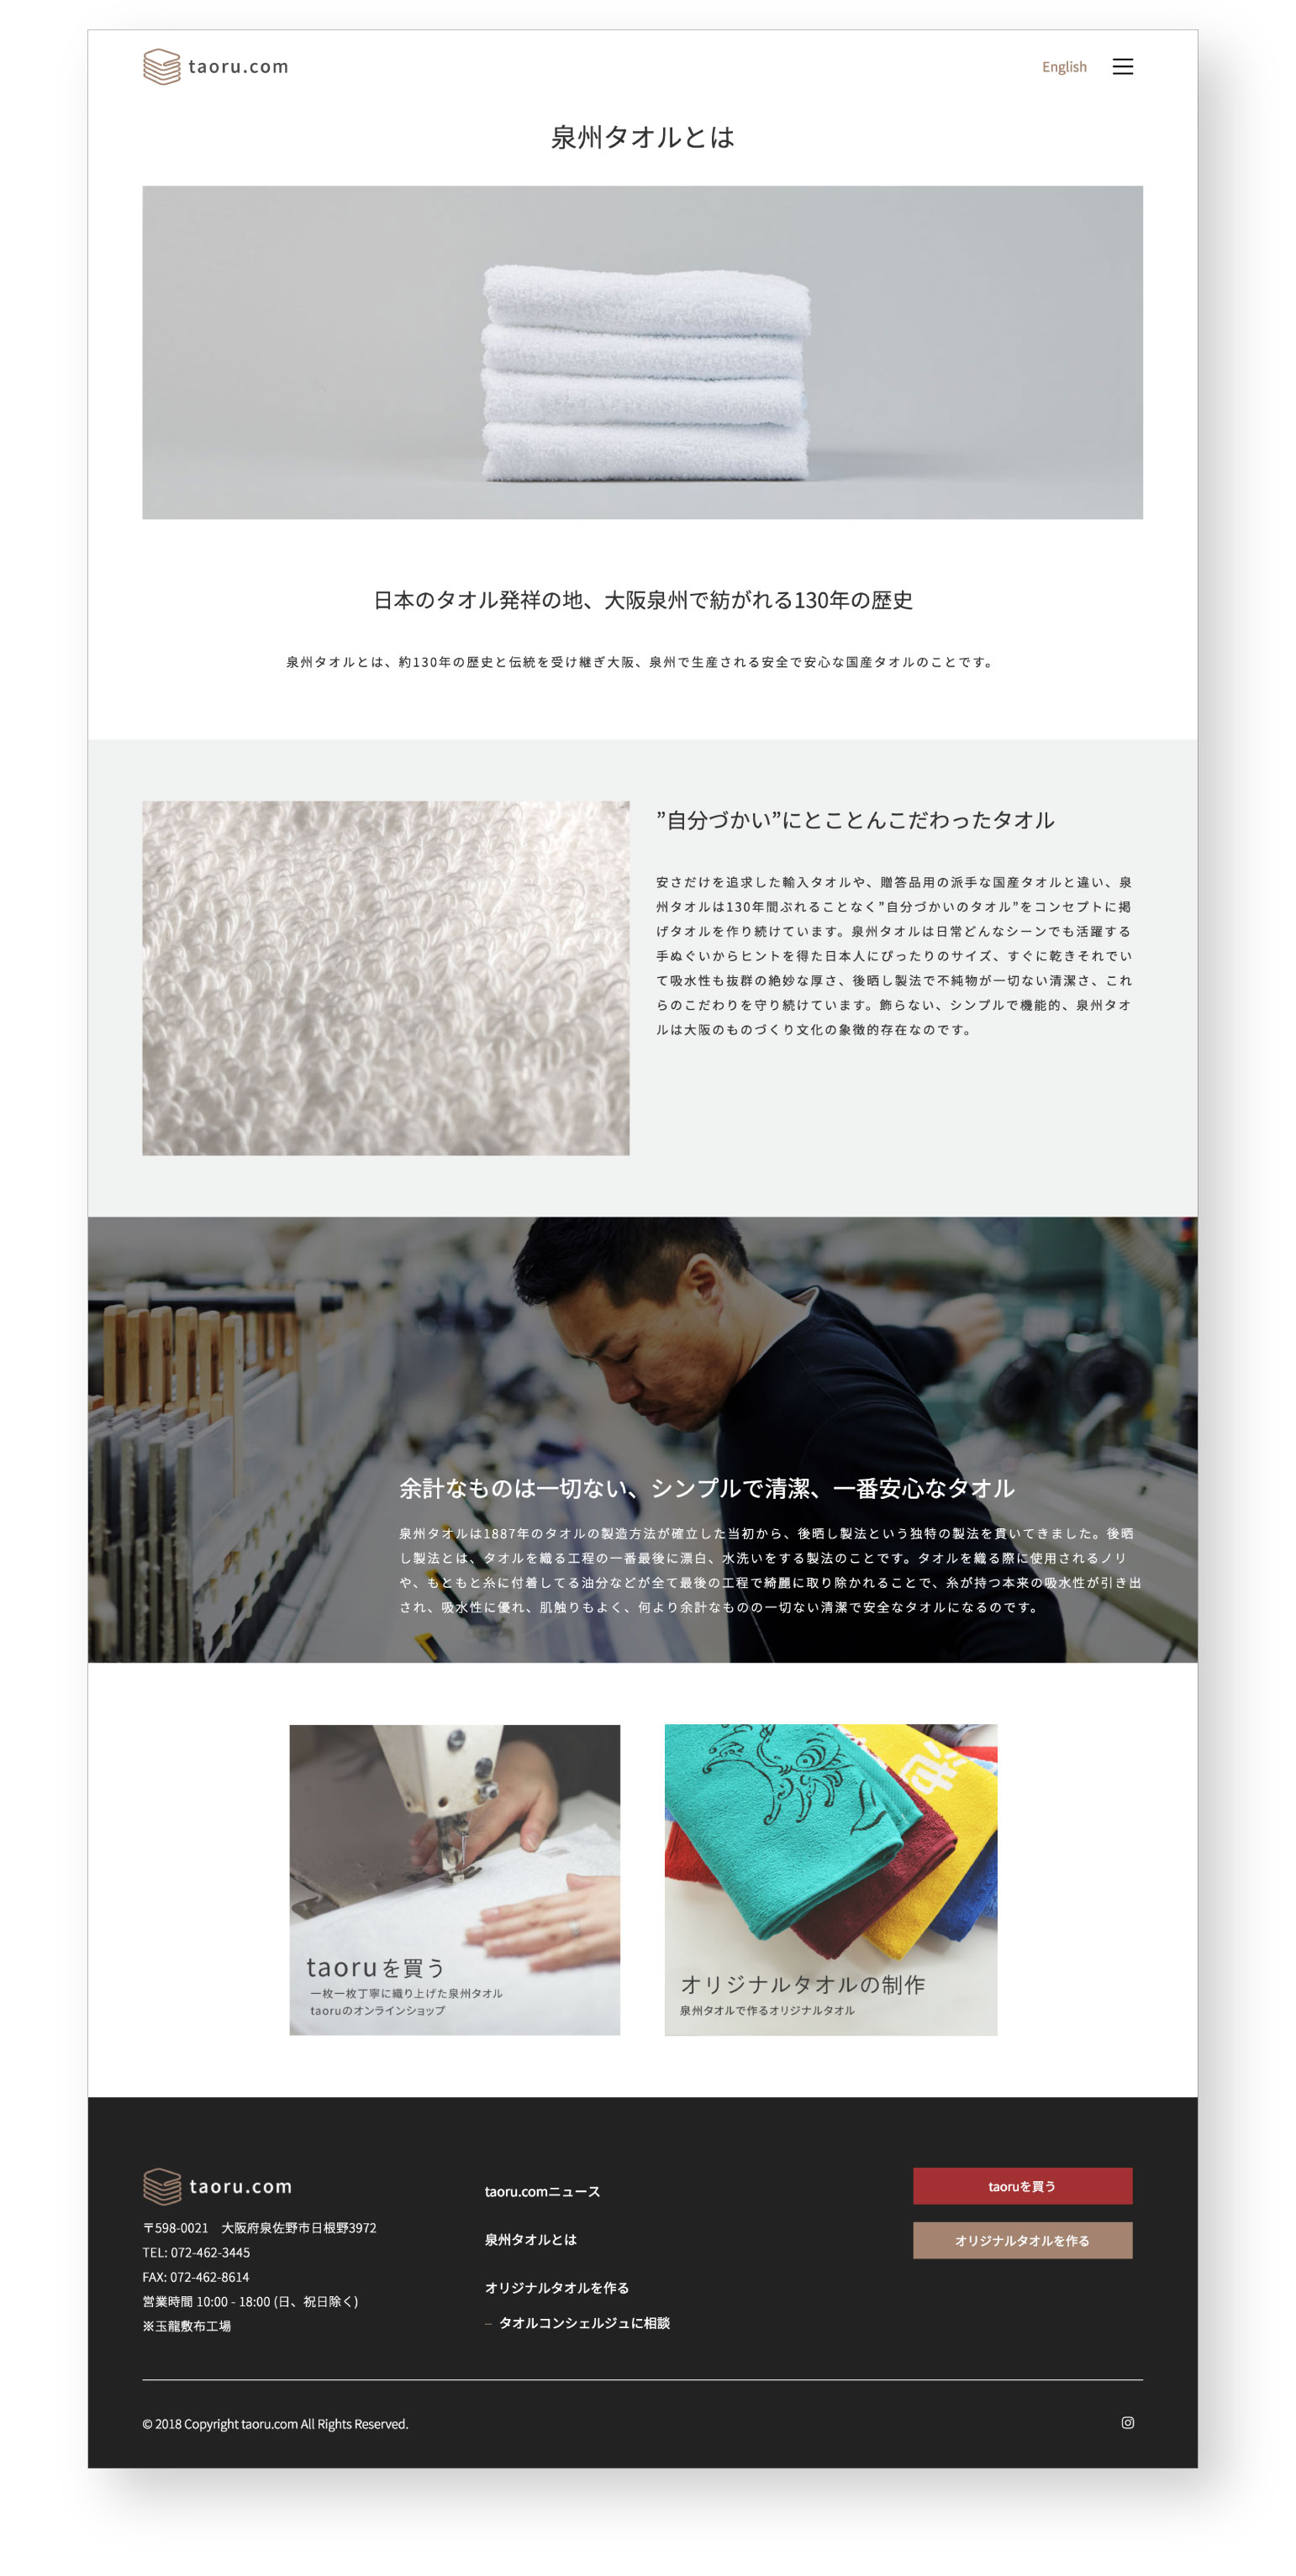 taoru.com
English
泉州タオルとは
日本のタオル発祥の地、大阪泉州で紡がれる130年の歴史
泉州タオルとは、約130年の歴史と伝統を受け継ぎ大阪、泉州で生産される安全で安心な国産タオルのことです。
”自分づかい”にとことんこだわったタオル
安さだけを追求した輸入タオルや、贈答品用の派手な国産タオルと違い、泉
州タオルは130年間ぶれることなく”自分づかいのタオル”をコンセプトに掲
げタオルを作り続けています。泉州タオルは日常どんなシーンでも活躍する
手ぬぐいからヒントを得た日本人にぴったりのサイズ、すぐに乾きそれでい
て吸水性も抜群の絶妙な厚さ、後晒し製法で不純物が一切ない清潔さ、これ
らのこだわりを守り続けています。飾らない、シンプルで機能的、泉州タオ
ルは大阪のものづくり文化の象徴的存在なのです。
余計なものは一切ない、シンプルで清潔、一番安心なタオル
泉州タオルは1887年のタオルの製造方法が確立した当初から、後晒し製法という独特の製法を貫いてきました。後晒
し製法とは、タオルを織る工程の一番最後に漂白、水洗いをする製法のことです。タオルを織る際に使用されるノリ
や、もともと糸に付着してる油分などが全て最後の工程で綺麗に取り除かれることで、糸が持つ本来の吸水性が引き出
され、吸水性に優れ、肌触りもよく、何より余計なものの一切ない清潔で安全なタオルになるのです。
taoruを買う
一枚一枚丁寧に織り上げた泉州タオル
taoruのオンラインショップ
池
オリジナルタオルの制作
泉州タオルで作るオリジナルタオル
taoru.com
〒598-0021　大阪府泉佐野市日根野3972
TEL: 072-462-3445
FAX: 072-462-8614
営業時間 10:00 - 18:00 (日、祝日除く)
※玉龍敷布工場
taoru.comニュース
泉州タオルとは
オリジナルタオルを作る
– タオルコンシェルジュに相談
taoruを買う
オリジナルタオルを作る
© 2018 Copyright taoru.com All Rights Reserved.